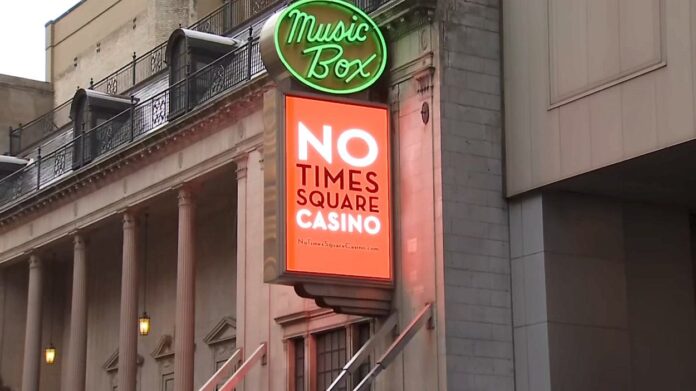 Music
Box
NO
TIMES
SQUARE
CASINO
NoTimesSquareCasino.com